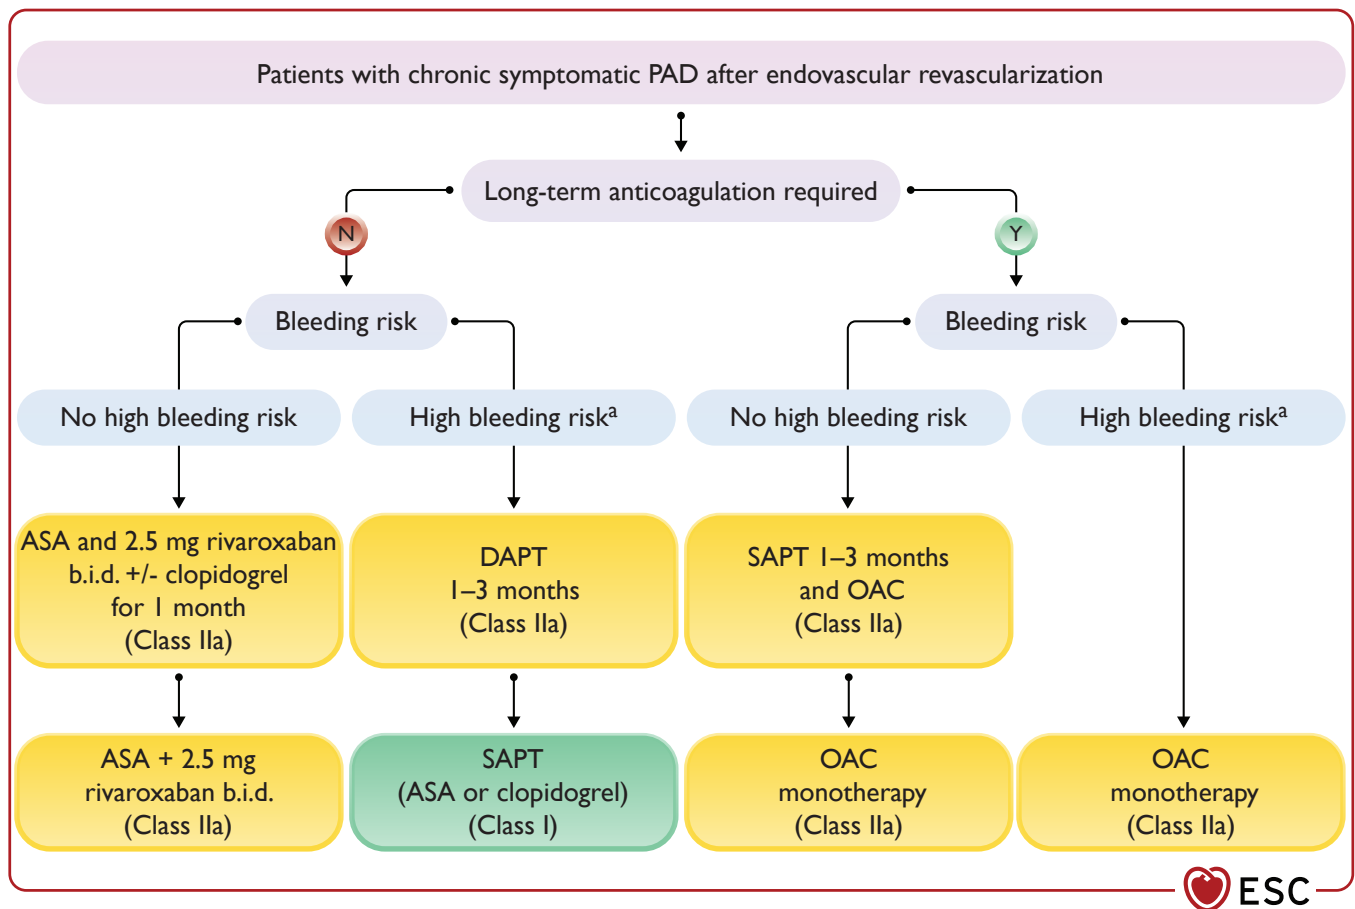 Patients with chronic symptomatic PAD after endovascular revascularization
Long-term anticoagulation required
N
Y
Bleeding risk
Bleeding risk
No high bleeding risk
High bleeding riskᵃ
No high bleeding risk
High bleeding riskᵃ
ASA and 2.5 mg rivaroxaban
b.i.d. +/- clopidogrel
for 1 month
(Class IIa)
DAPT
1–3 months
(Class IIa)
SAPT 1–3 months
and OAC
(Class IIa)
ASA + 2.5 mg
rivaroxaban b.i.d.
(Class IIa)
SAPT
(ASA or clopidogrel)
(Class I)
OAC
monotherapy
(Class IIa)
OAC
monotherapy
(Class IIa)
ESC